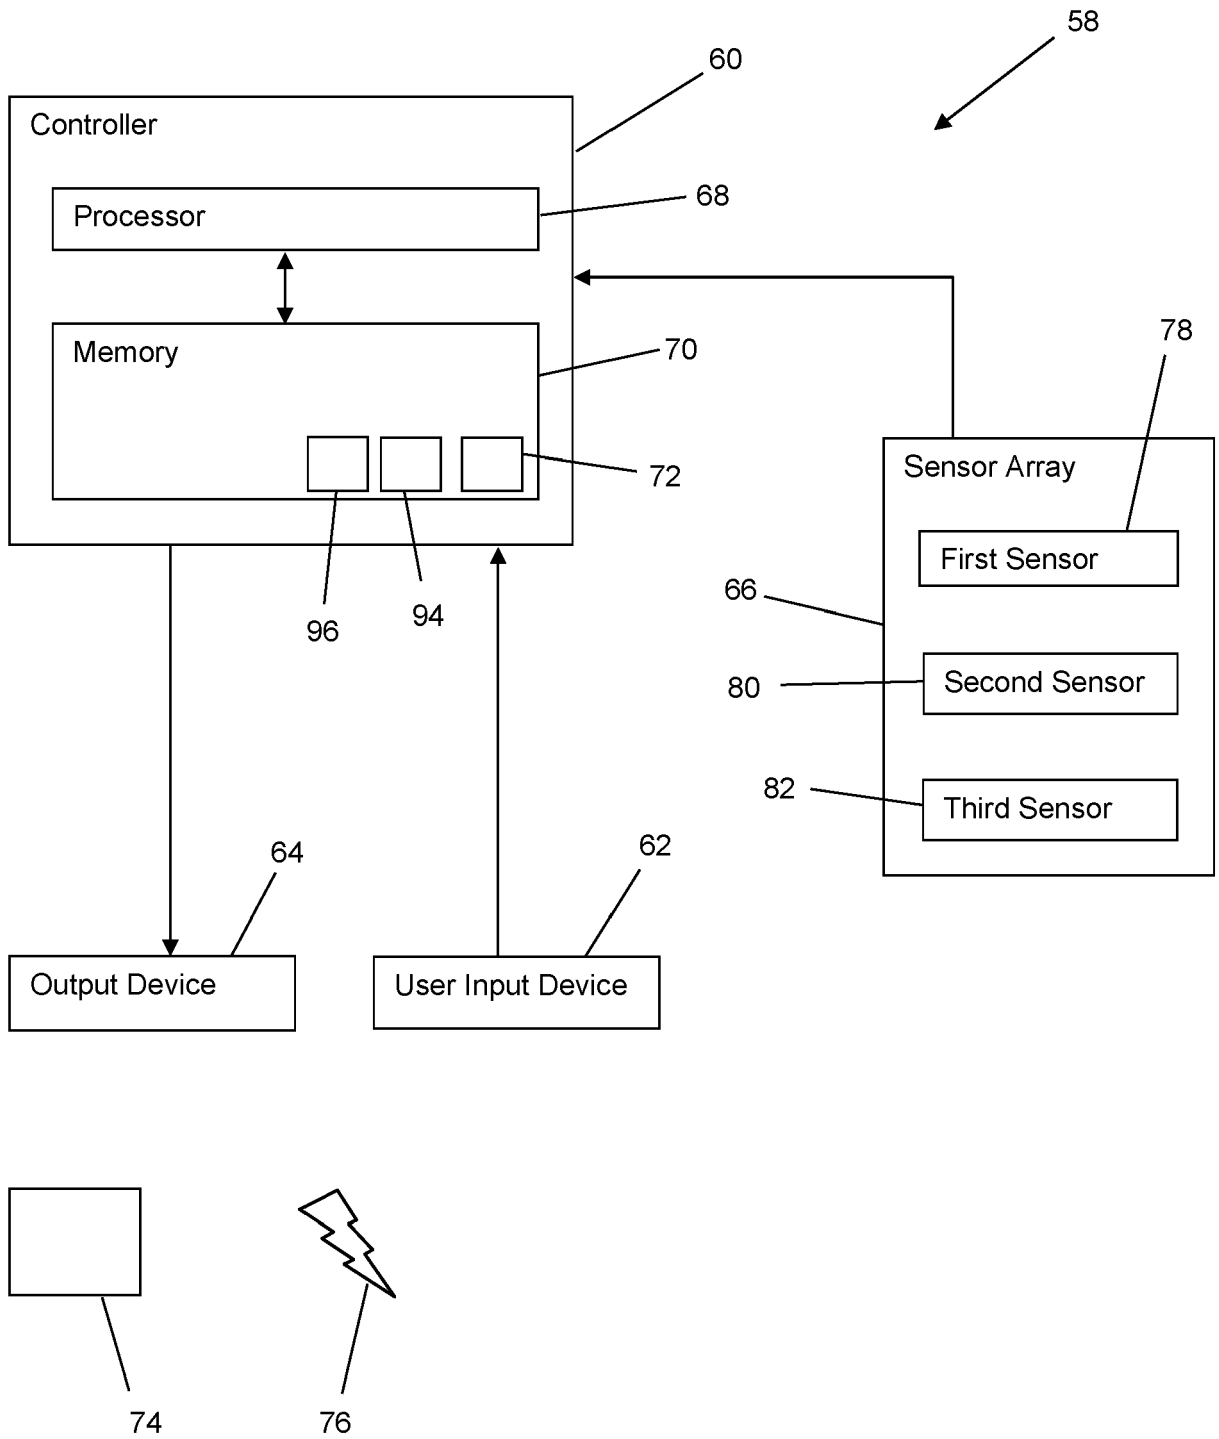 58
60
Controller
Processor
68
Memory
70
78
72
Sensor Array
First Sensor
66
96
94
80
Second Sensor
82
Third Sensor
64
62
Output Device
User Input Device
74
76